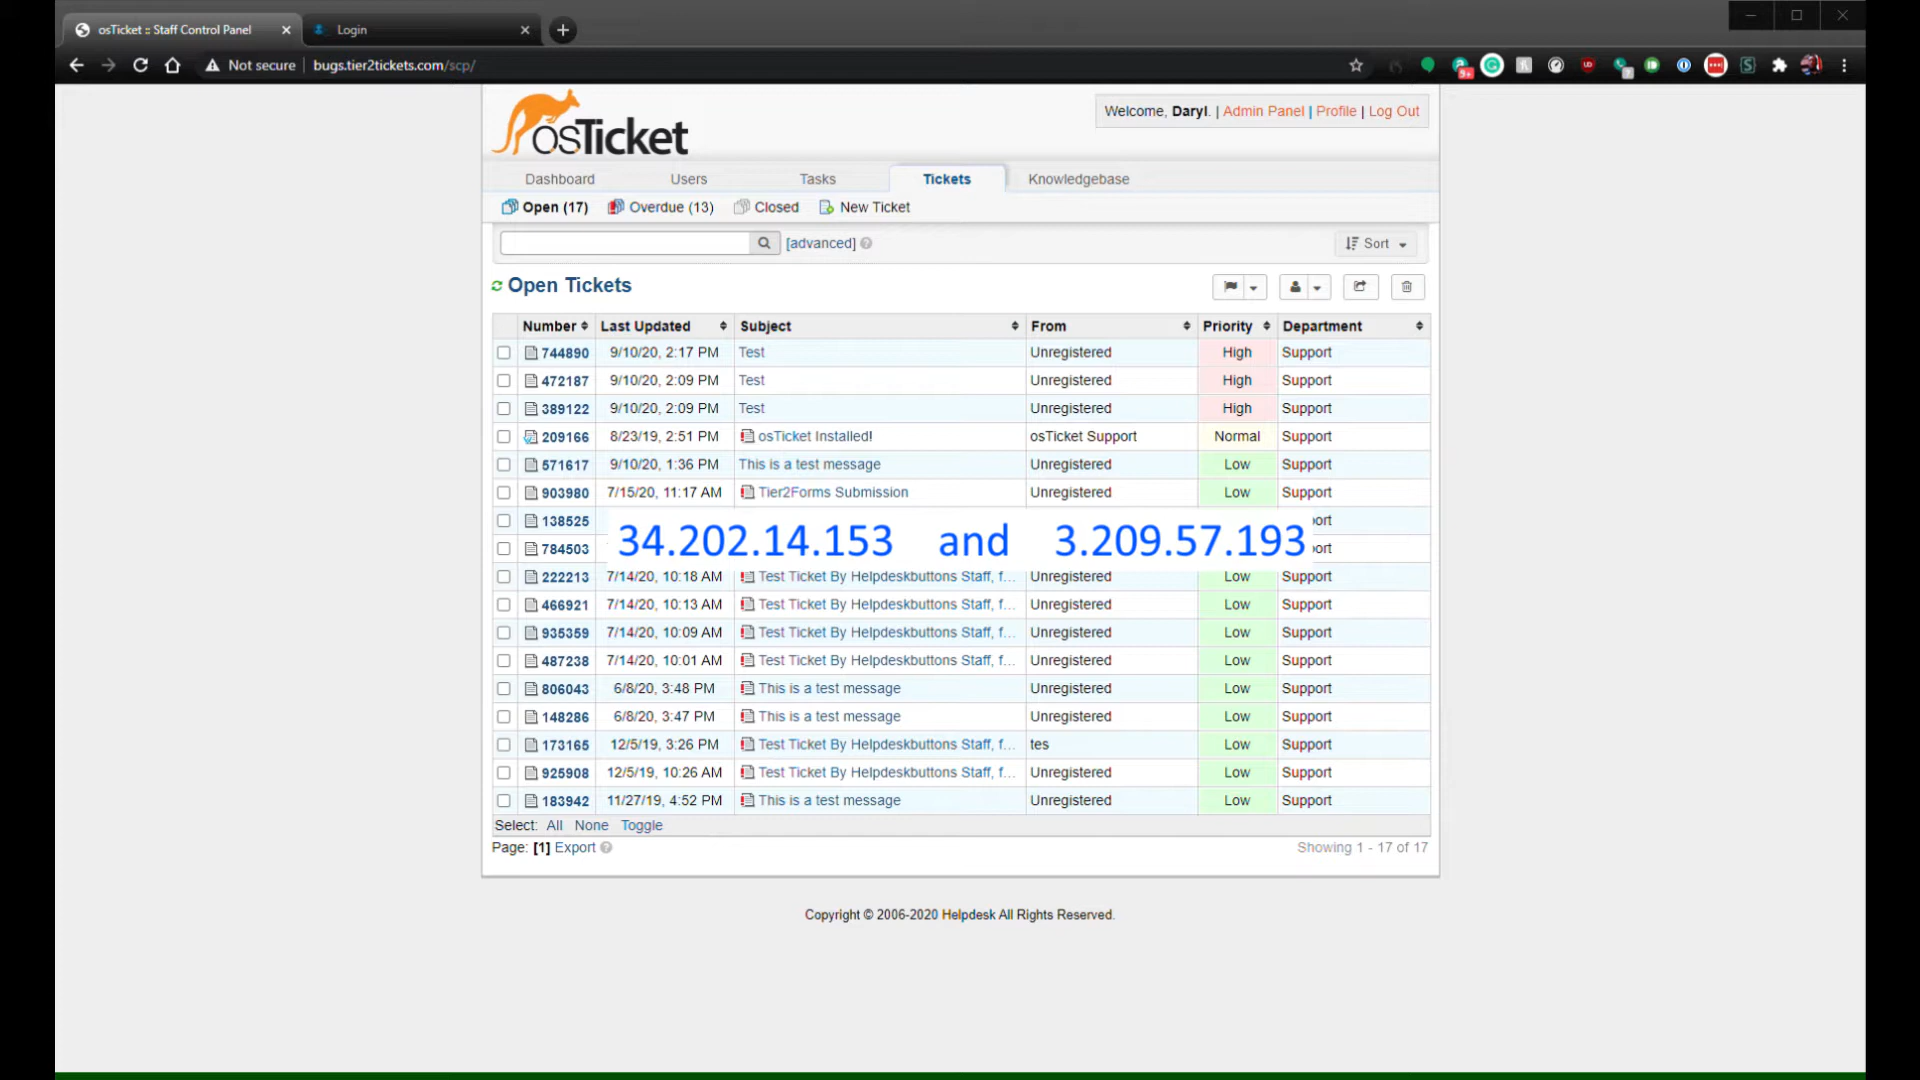 osTicket :: Staff Control Panel
Login
Not secure
bugs.tier2tickets.com/scp/
9+
7
osTicket
Welcome, Daryl. | Admin Panel | Profile | Log Out
Dashboard Users Tasks Tickets Knowledgebase
Open (17) Overdue (13) Closed New Ticket
[advanced] Sort
Open Tickets
Number Last Updated Subject From Priority Department
744890 9/10/20, 2:17 PM Test Unregistered High Support
472187 9/10/20, 2:09 PM Test Unregistered High Support
389122 9/10/20, 2:09 PM Test Unregistered High Support
209166 8/23/19, 2:51 PM osTicket Installed! osTicket Support Normal Support
571617 9/10/20, 1:36 PM This is a test message Unregistered Low Support
903980 7/15/20, 11:17 AM Tier2Forms Submission Unregistered Low Support
138525 ort
34.202.14.153 and 3.209.57.193
784503 ort
222213 7/14/20, 10:18 AM Test Ticket By Helpdeskbuttons Staff, f... Unregistered Low Support
466921 7/14/20, 10:13 AM Test Ticket By Helpdeskbuttons Staff, f... Unregistered Low Support
935359 7/14/20, 10:09 AM Test Ticket By Helpdeskbuttons Staff, f... Unregistered Low Support
487238 7/14/20, 10:01 AM Test Ticket By Helpdeskbuttons Staff, f... Unregistered Low Support
806043 6/8/20, 3:48 PM This is a test message Unregistered Low Support
148286 6/8/20, 3:47 PM This is a test message Unregistered Low Support
173165 12/5/19, 3:26 PM Test Ticket By Helpdeskbuttons Staff, f... tes Low Support
925908 12/5/19, 10:26 AM Test Ticket By Helpdeskbuttons Staff, f... Unregistered Low Support
183942 11/27/19, 4:52 PM This is a test message Unregistered Low Support
Select: All None Toggle
Page: [1] Export Showing 1 - 17 of 17
Copyright © 2006-2020 Helpdesk All Rights Reserved.